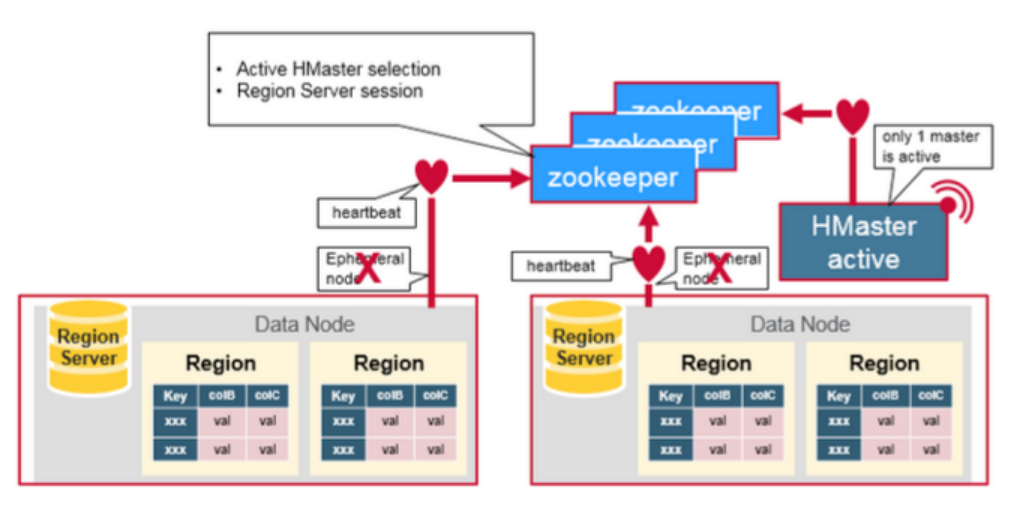 • Active HMaster selection
• Region Server session
zookeeper
zookeeper
zookeeper
only 1 master
is active
HMaster
active
heartbeat
Ephemeral
node
X
heartbeat
Ephemeral
node
X
Region
Server
Data Node
Region
Key colB colC
xxx val val
xxx val val
Region
Key colB colC
xxx val val
xxx val val
Region
Server
Data Node
Region
Key colB colC
xxx val val
xxx val val
Region
Key colB colC
xxx val val
xxx val val